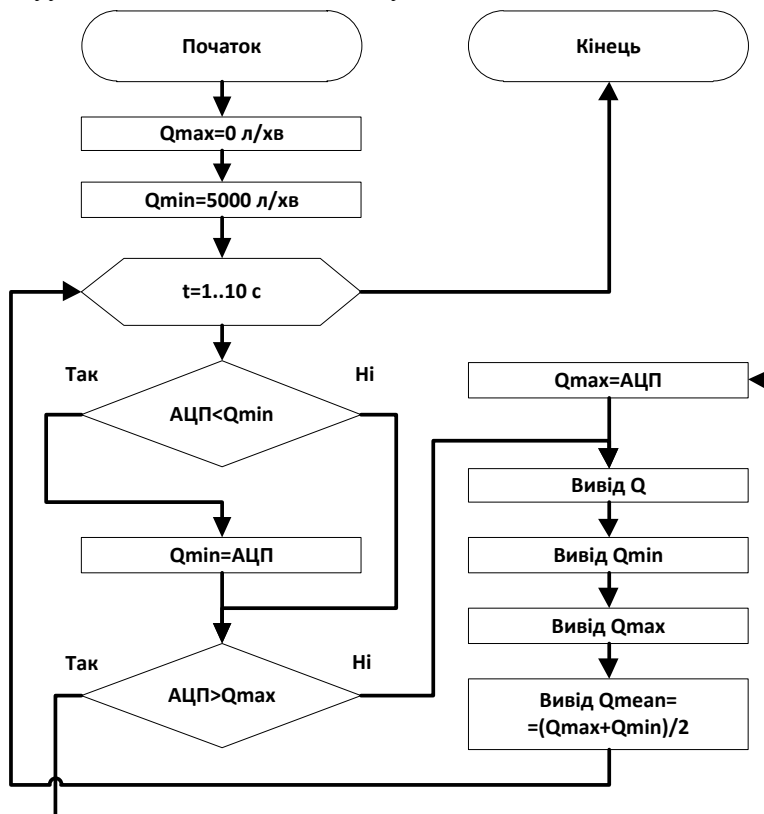 Початок
Qmax=0 л/хв
Qmin=5000 л/хв
t=1..10 с
Так
Ні
АЦП<Qmin
Qmin=АЦП
Так
Ні
АЦП>Qmax
Qmax=АЦП
Вивід Q
Вивід Qmin
Вивід Qmax
Вивід Qmean=
=(Qmax+Qmin)/2
Кінець